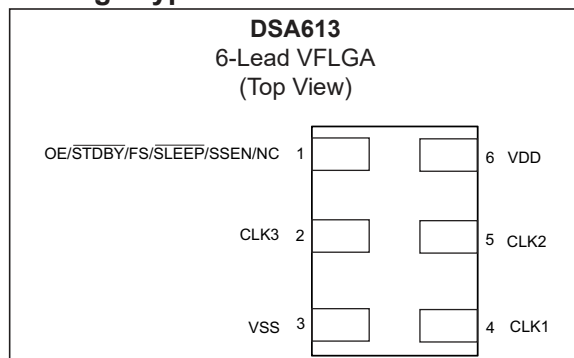 DSA613
6-Lead VFLGA
(Top View)
OE/STDBY/FS/SLEEP/SSEN/NC 1
6 VDD
CLK3 2
5 CLK2
VSS 3
4 CLK1